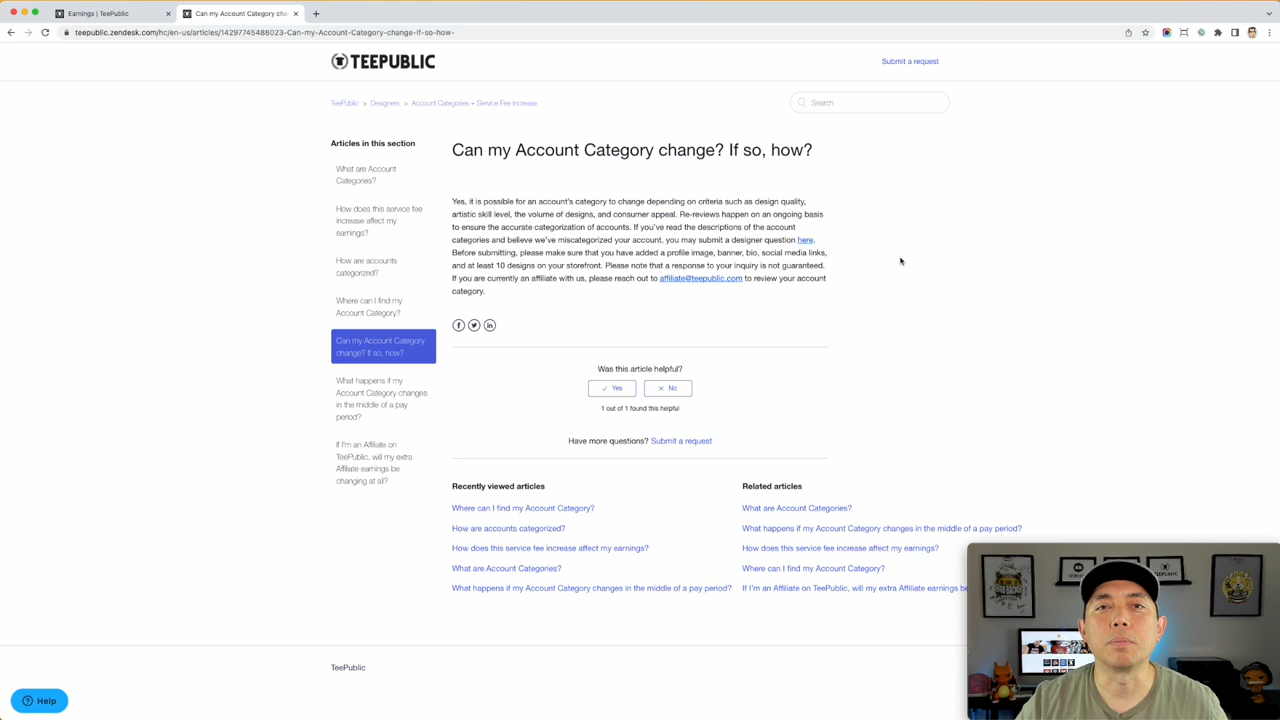 Earnings | TeePublic
Can my Account Category cha
teepublic.zendesk.com/hc/en-us/articles/14297745488023-Can-my-Account-Category-change-If-so-how-
TEEPUBLIC
Submit a request
TeePublic > Designers > Account Categories + Service Fee Increase
Search
Articles in this section
What are Account
Categories?
How does this service fee
increase affect my
earnings?
How are accounts
categorized?
Where can I find my
Account Category?
Can my Account Category
change? If so, how?
What happens if my
Account Category changes
in the middle of a pay
period?
If I'm an Affiliate on
TeePublic, will my extra
Affiliate earnings be
changing at all?
Can my Account Category change? If so, how?
Yes, it is possible for an account's category to change depending on criteria such as design quality,
artistic skill level, the volume of designs, and consumer appeal. Re-reviews happen on an ongoing basis
to ensure the accurate categorization of accounts. If you've read the descriptions of the account
categories and believe we've miscategorized your account, you may submit a designer question here.
Before submitting, please make sure that you have added a profile image, banner, bio, social media links,
and at least 10 designs on your storefront. Please note that a response to your inquiry is not guaranteed.
If you are currently an affiliate with us, please reach out to affiliate@teepublic.com to review your account
category.
Was this article helpful?
Yes
No
1 out of 1 found this helpful
Have more questions? Submit a request
Recently viewed articles
Where can I find my Account Category?
How are accounts categorized?
How does this service fee increase affect my earnings?
What are Account Categories?
What happens if my Account Category changes in the middle of a pay period?
Related articles
What are Account Categories?
What happens if my Account Category changes in the middle of a pay period?
How does this service fee increase affect my earnings?
Where can I find my Account Category?
If I'm an Affiliate on TeePublic, will my extra Affiliate earnings be
TeePublic
Help